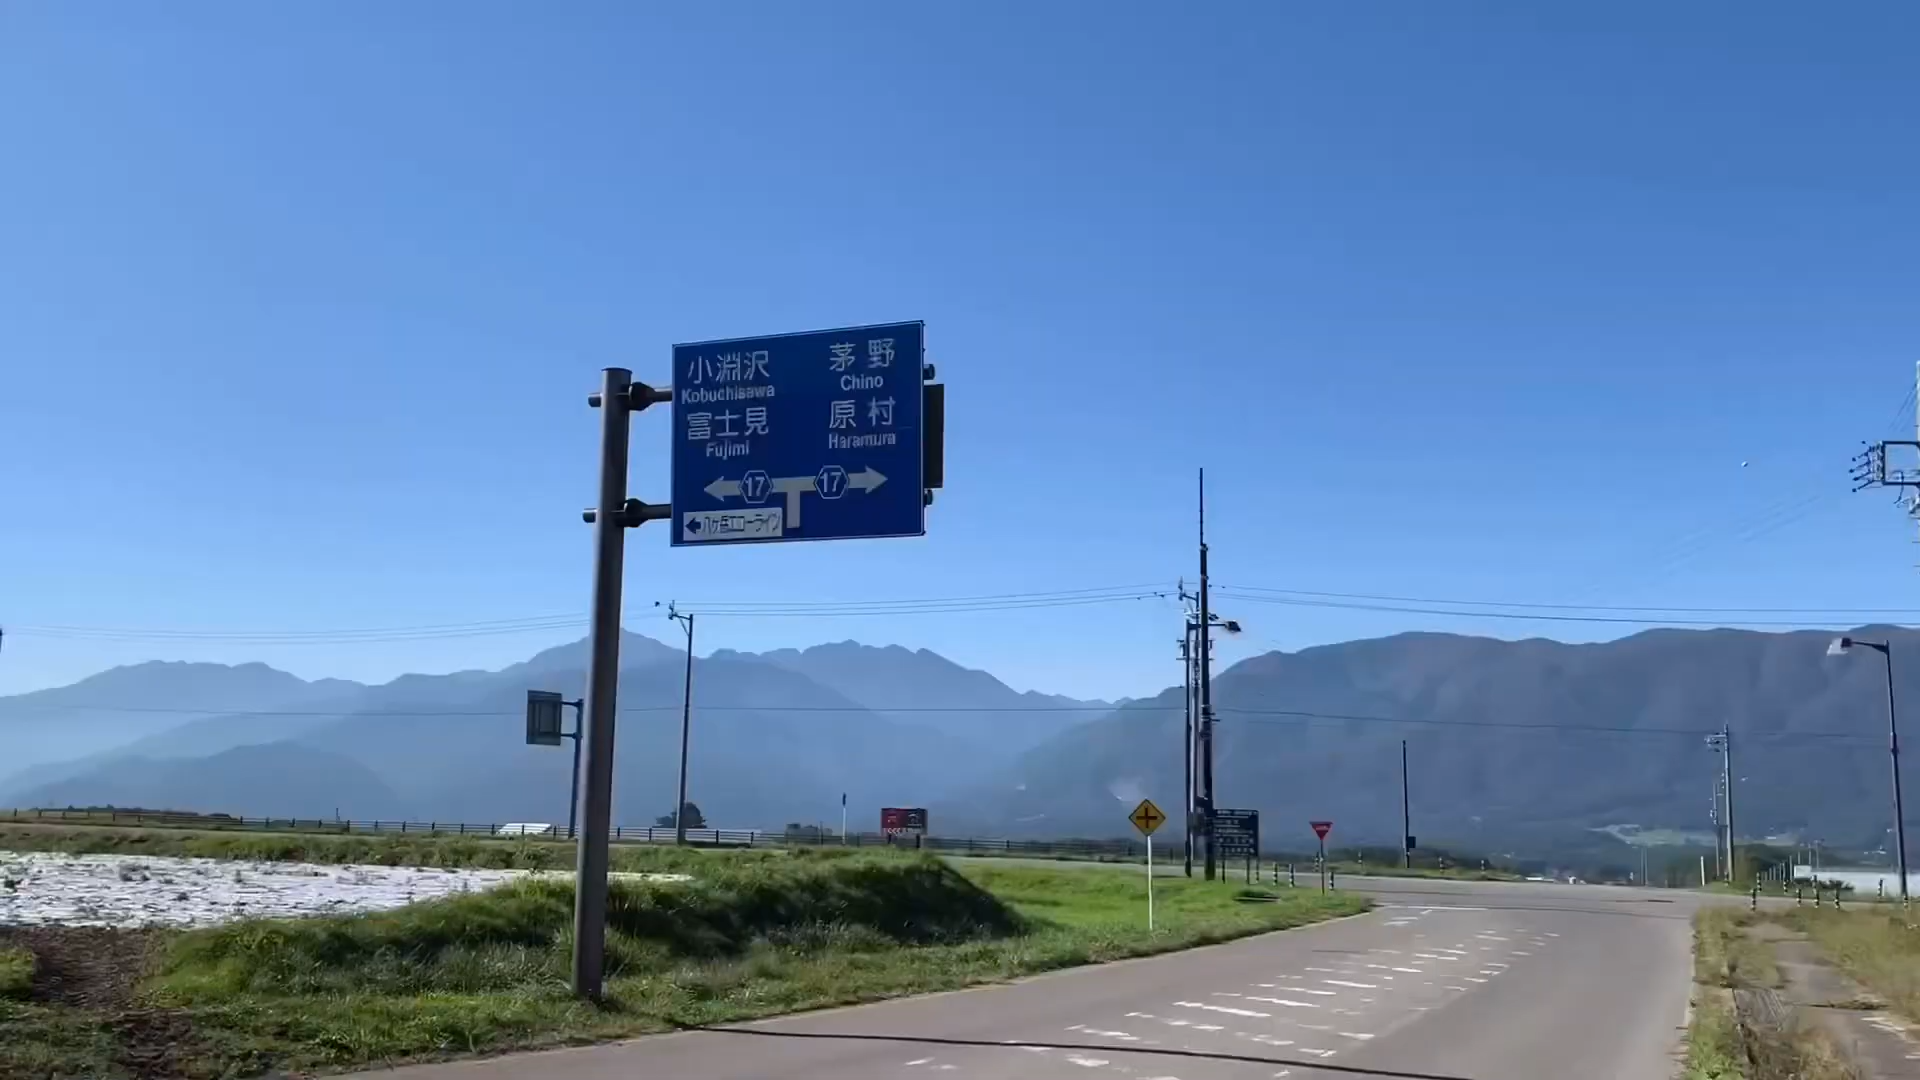 小淵沢
Kobuchisawa
富士見
Fujimi
茅野
Chino
原村
Haramura
17
17
八ヶ岳エコーライン